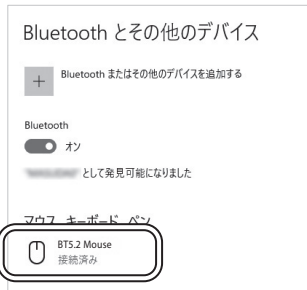 Bluetooth とその他のデバイス
Bluetooth またはその他のデバイスを追加する
Bluetooth
オン
として発見可能になりました
マウス、キーボード、ペン
BT5.2 Mouse
接続済み